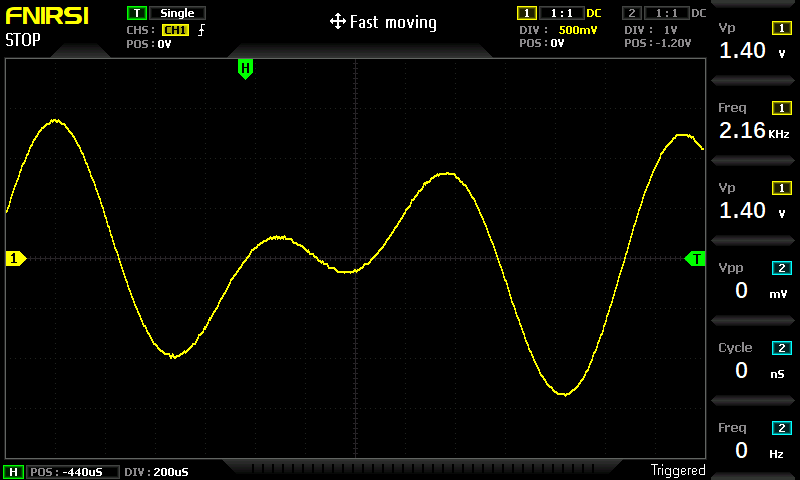 FNIRSI
STOP
T Single
CHS: CH1
POS: 0V
Fast moving
1 1:1 DC
DIV: 500mV
POS: 0V
2 1:1 DC
DIV: 1V
POS: -1.20V
H
1
T
Vp 1
1.40 V
Freq 1
2.16 KHz
Vp 1
1.40 V
Vpp 2
0 mV
Cycle 2
0 nS
Freq 2
0 Hz
H POS: -440uS DIV: 200uS
Triggered